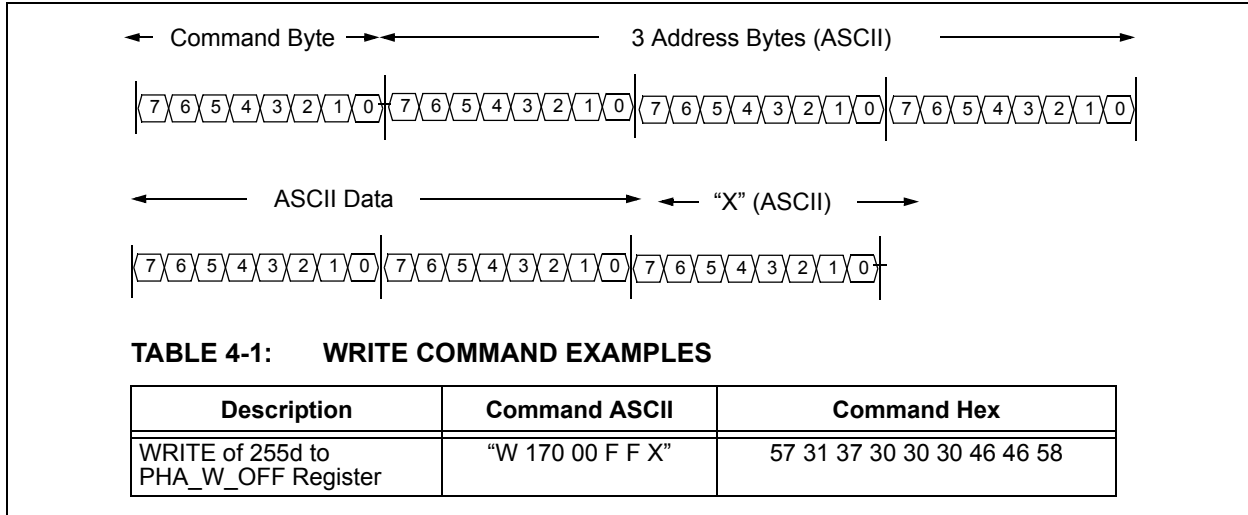 Command Byte 3 Address Bytes (ASCII)
7 6 5 4 3 2 1 0 7 6 5 4 3 2 1 0 7 6 5 4 3 2 1 0 7 6 5 4 3 2 1 0
ASCII Data “X” (ASCII)
7 6 5 4 3 2 1 0 7 6 5 4 3 2 1 0 7 6 5 4 3 2 1 0
TABLE 4-1: WRITE COMMAND EXAMPLES
Description Command ASCII Command Hex
WRITE of 255d to “W 170 00 F F X” 57 31 37 30 30 30 46 46 58
PHA_W_OFF Register